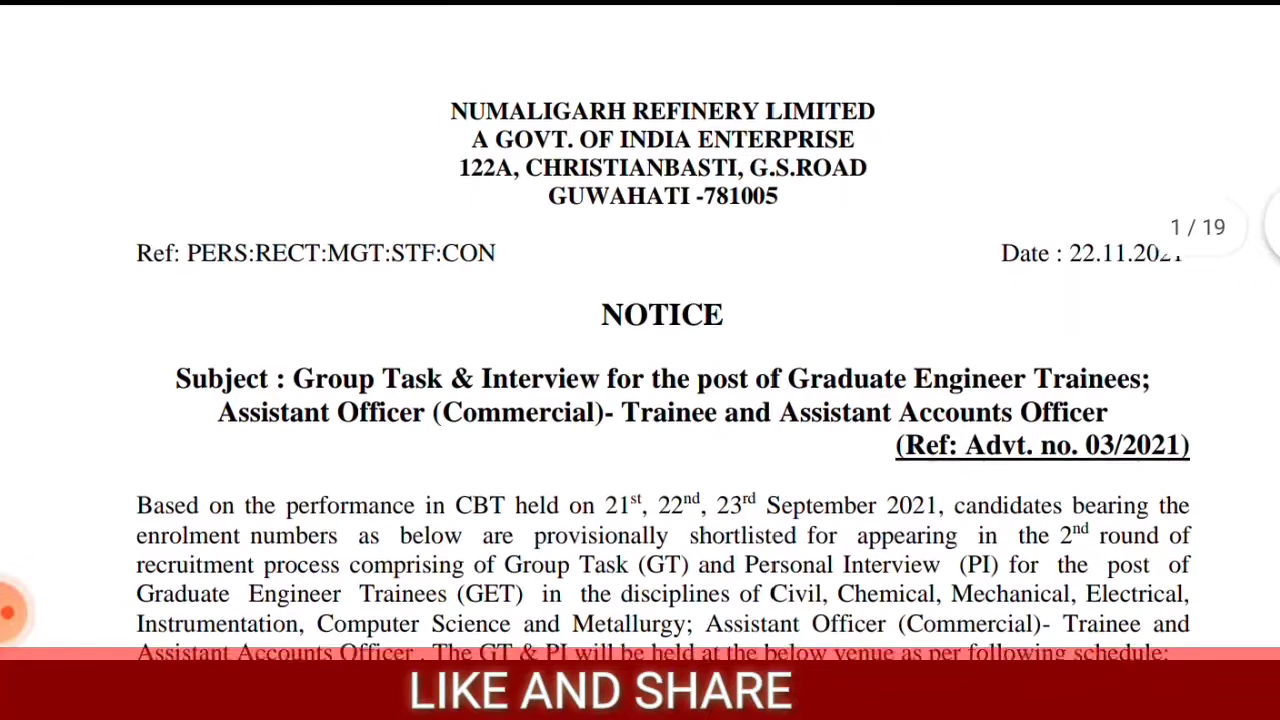 NUMALIGARH REFINERY LIMITED
A GOVT. OF INDIA ENTERPRISE
122A, CHRISTIANBASTI, G.S.ROAD
GUWAHATI -781005
1 / 19
Ref: PERS:RECT:MGT:STF:CON Date : 22.11.2021
NOTICE
Subject : Group Task & Interview for the post of Graduate Engineer Trainees;
Assistant Officer (Commercial)- Trainee and Assistant Accounts Officer
(Ref: Advt. no. 03/2021)
Based on the performance in CBT held on 21st, 22nd, 23rd September 2021, candidates bearing the
enrolment numbers as below are provisionally shortlisted for appearing in the 2nd round of
recruitment process comprising of Group Task (GT) and Personal Interview (PI) for the post of
Graduate Engineer Trainees (GET) in the disciplines of Civil, Chemical, Mechanical, Electrical,
Instrumentation, Computer Science and Metallurgy; Assistant Officer (Commercial)- Trainee and
Assistant Accounts Officer . The GT & PI will be held at the below venue as per following schedule:
LIKE AND SHARE